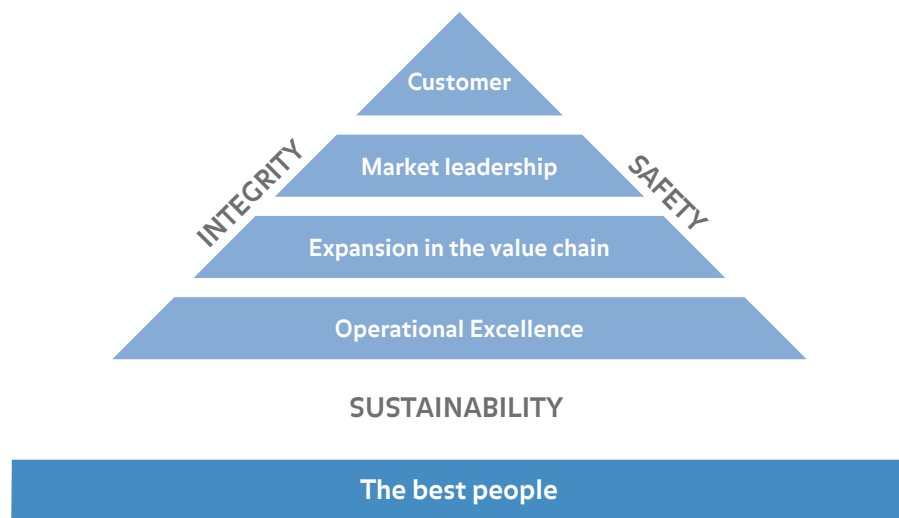 Customer
Market leadership
INTEGRITY
SAFETY
Expansion in the value chain
Operational Excellence
SUSTAINABILITY
The best people